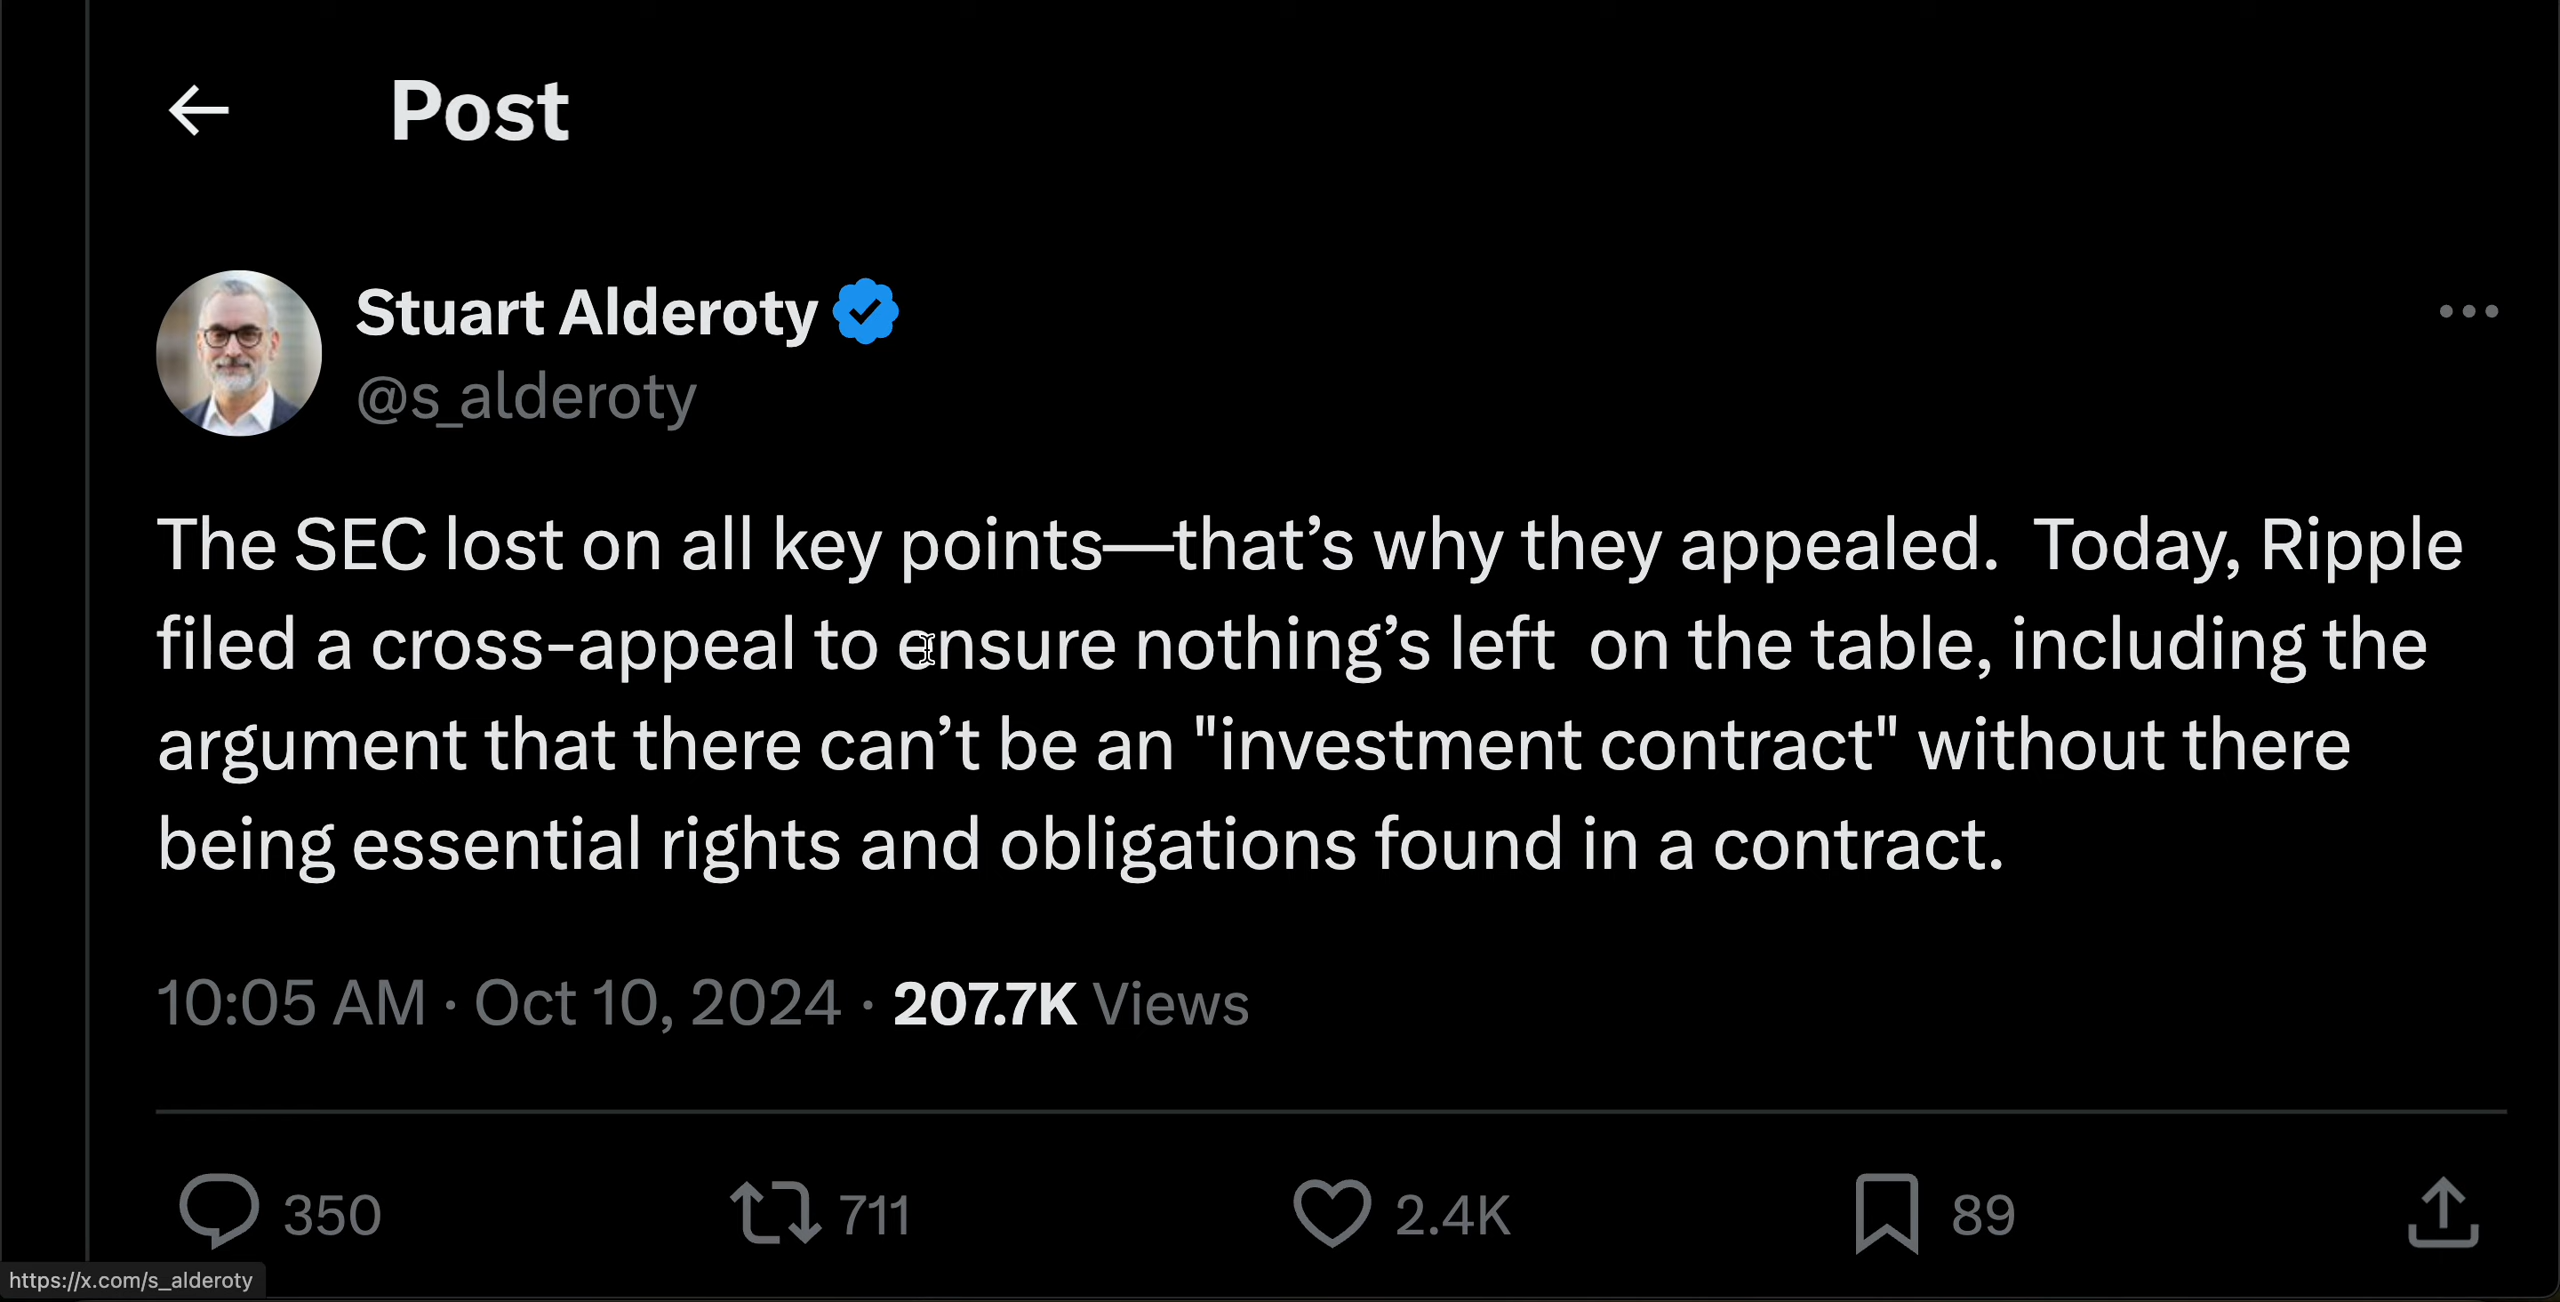 Post
Stuart Alderoty
@s_alderoty
The SEC lost on all key points—that’s why they appealed.  Today, Ripple
filed a cross-appeal to ensure nothing’s left  on the table, including the
argument that there can’t be an "investment contract" without there
being essential rights and obligations found in a contract.
10:05 AM · Oct 10, 2024 · 207.7K Views
350 711 2.4K 89
https://x.com/s_alderoty